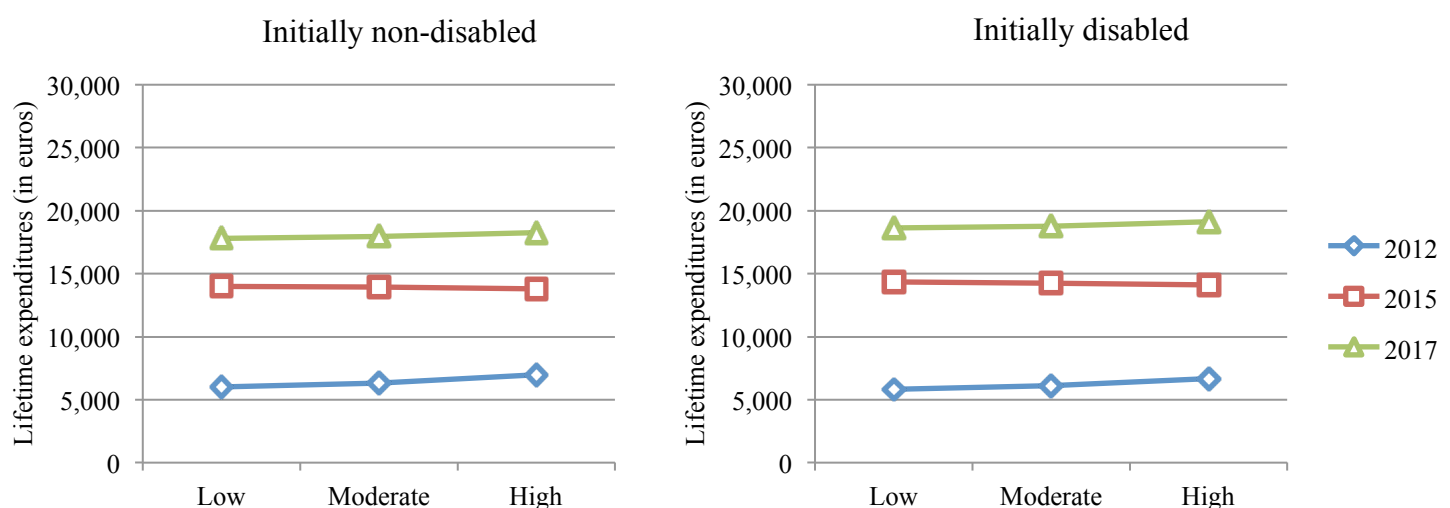 Initially non-disabled
Lifetime expenditures (in euros)
30,000
25,000
20,000
15,000
10,000
5,000
0
Low Moderate High
Initially disabled
Lifetime expenditures (in euros)
30,000
25,000
20,000
15,000
10,000
5,000
0
Low Moderate High
2012
2015
2017